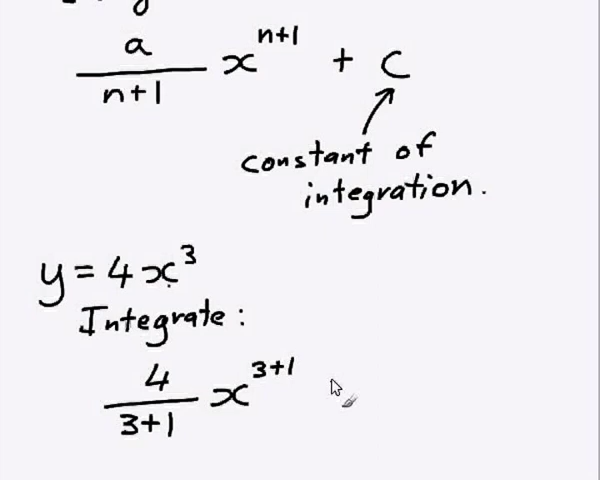 a/(n+1) x^(n+1) + C
constant of
integration.
y = 4x^3
Integrate :
4/(3+1) x^(3+1)